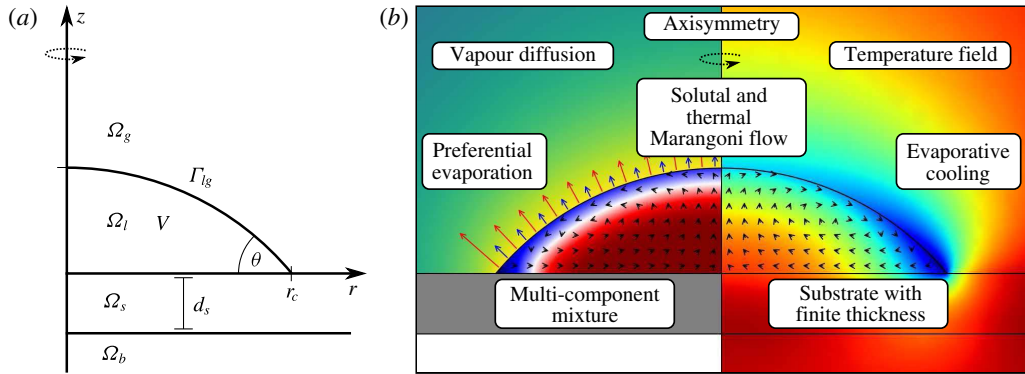 (a)
z
Ω_g
Γ_lg
Ω_l
V
θ
r_c
r
Ω_s
d_s
Ω_b
(b)
Axisymmetry
Vapour diffusion
Temperature field
Solutal and
thermal
Marangoni flow
Preferential
evaporation
Evaporative
cooling
Multi-component
mixture
Substrate with
finite thickness